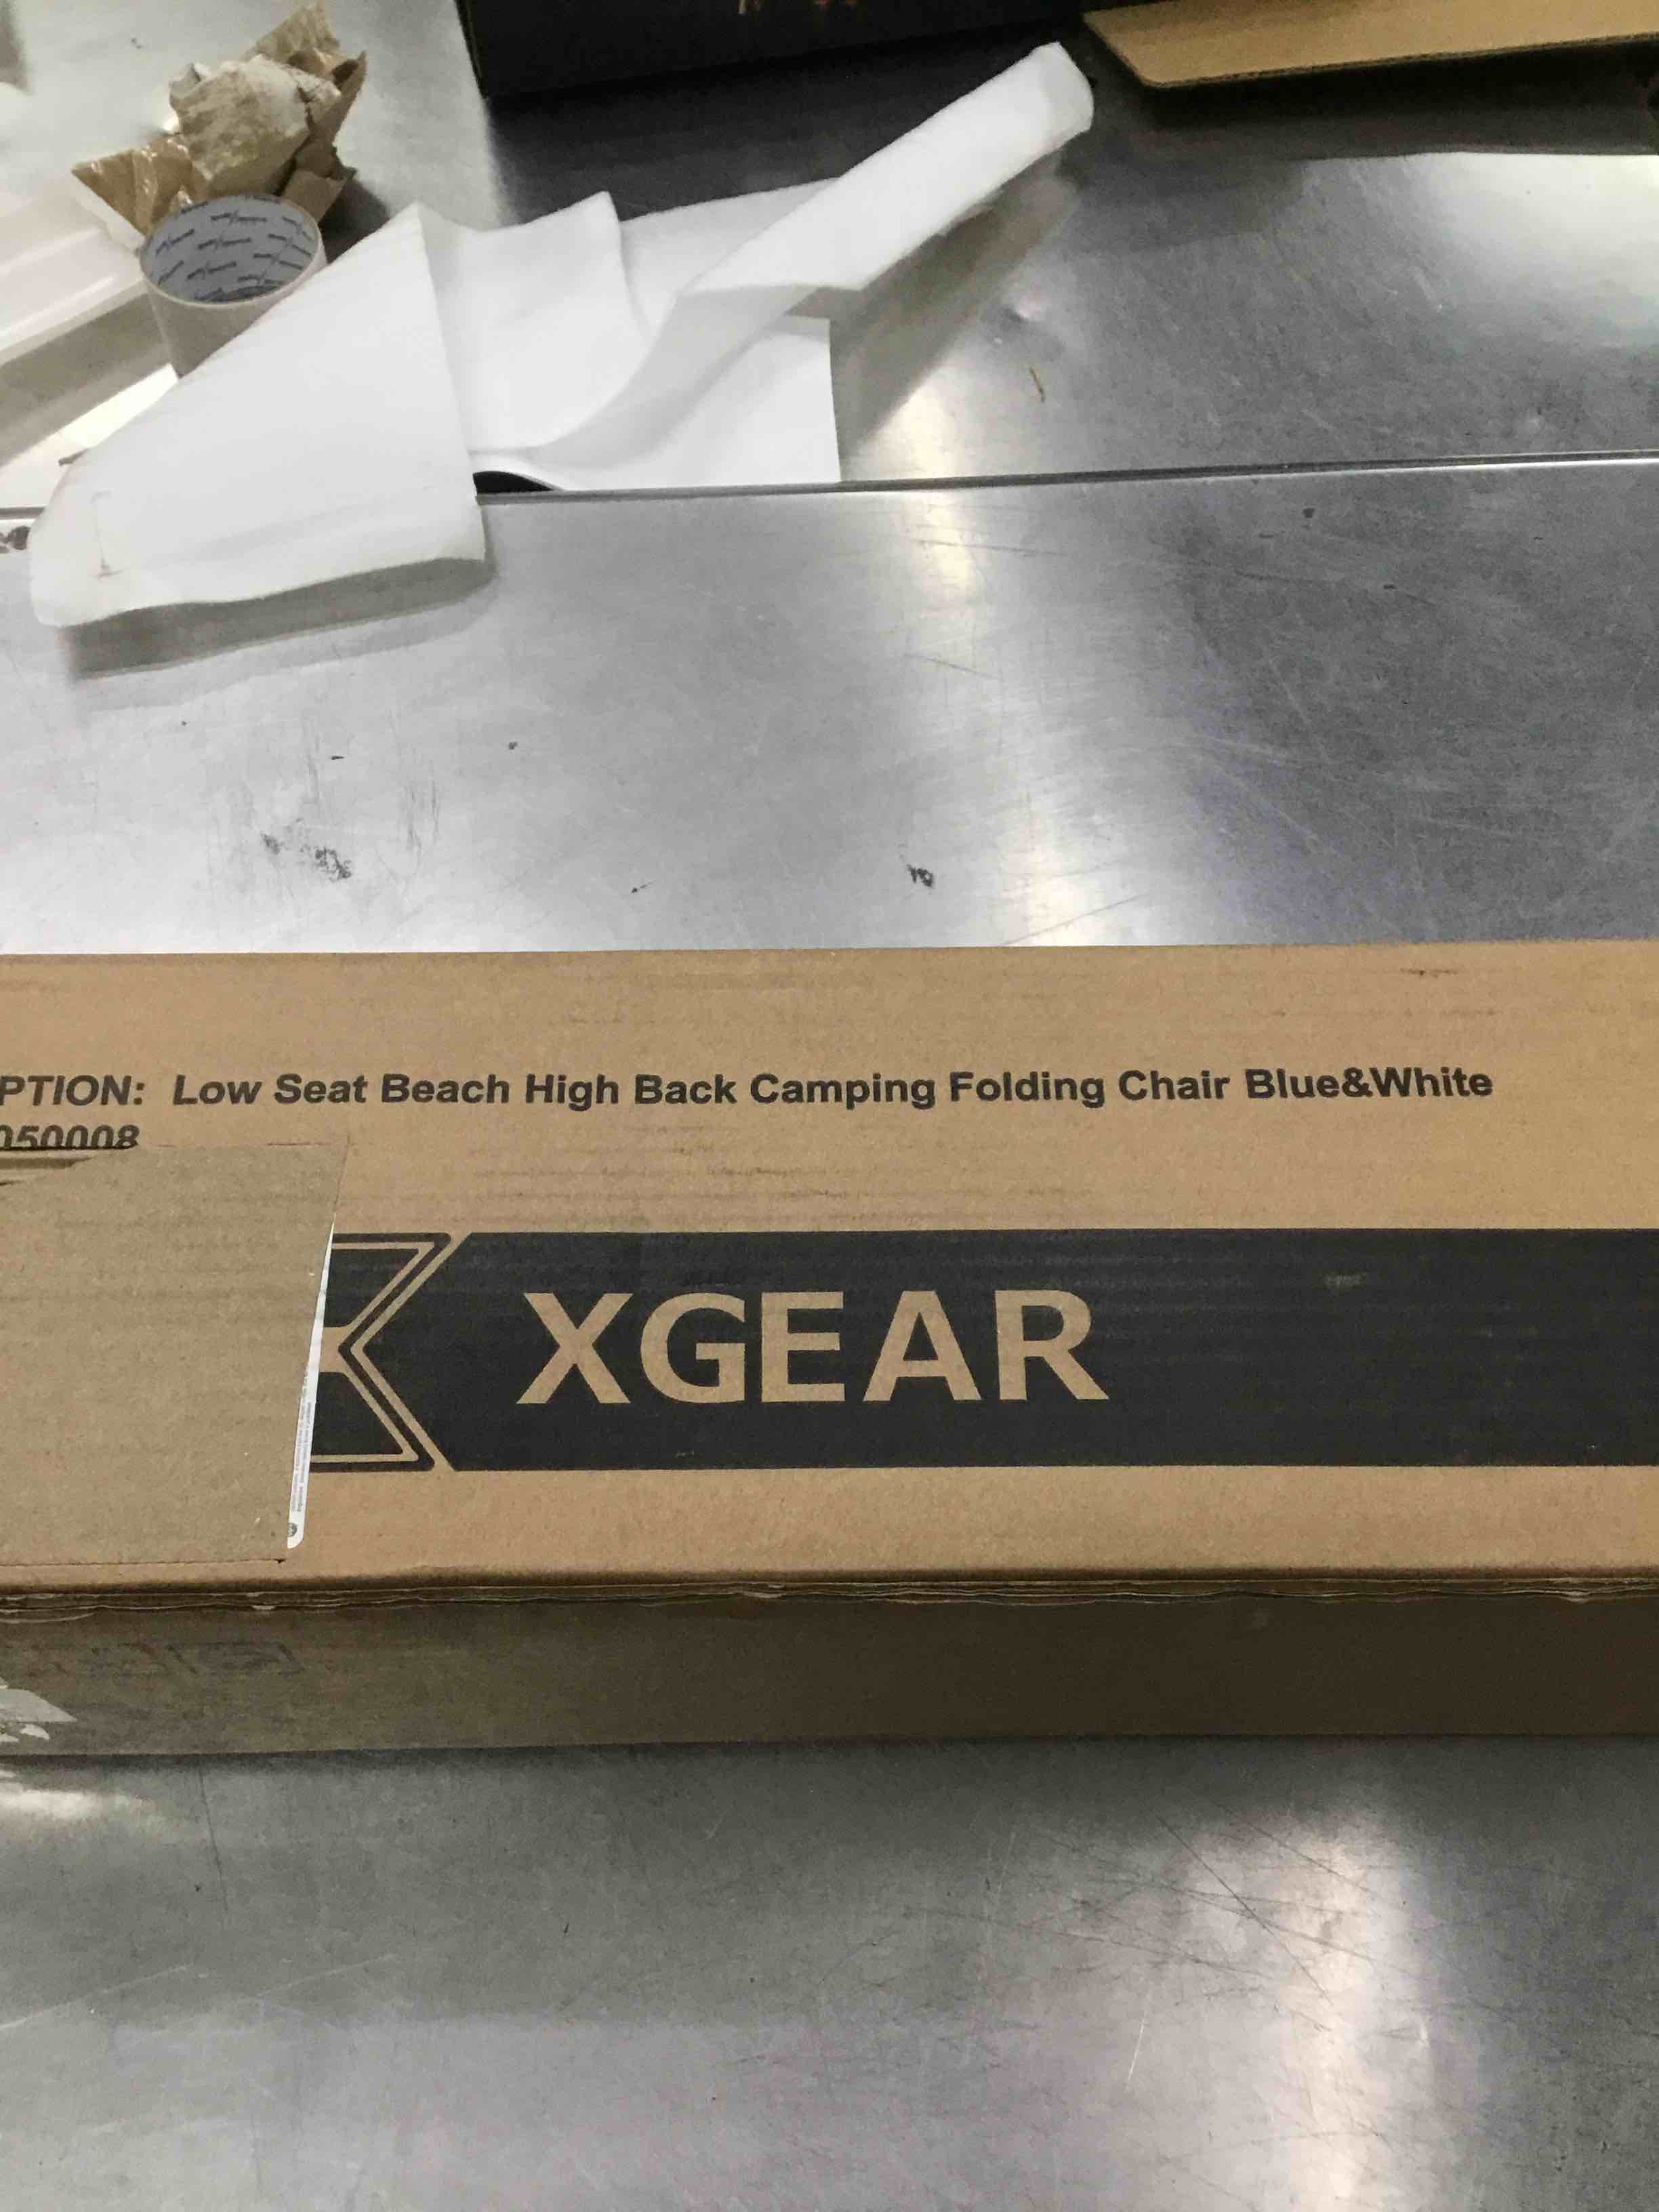 PTION: Low Seat Beach High Back Camping Folding Chair Blue&White
050008
XGEAR